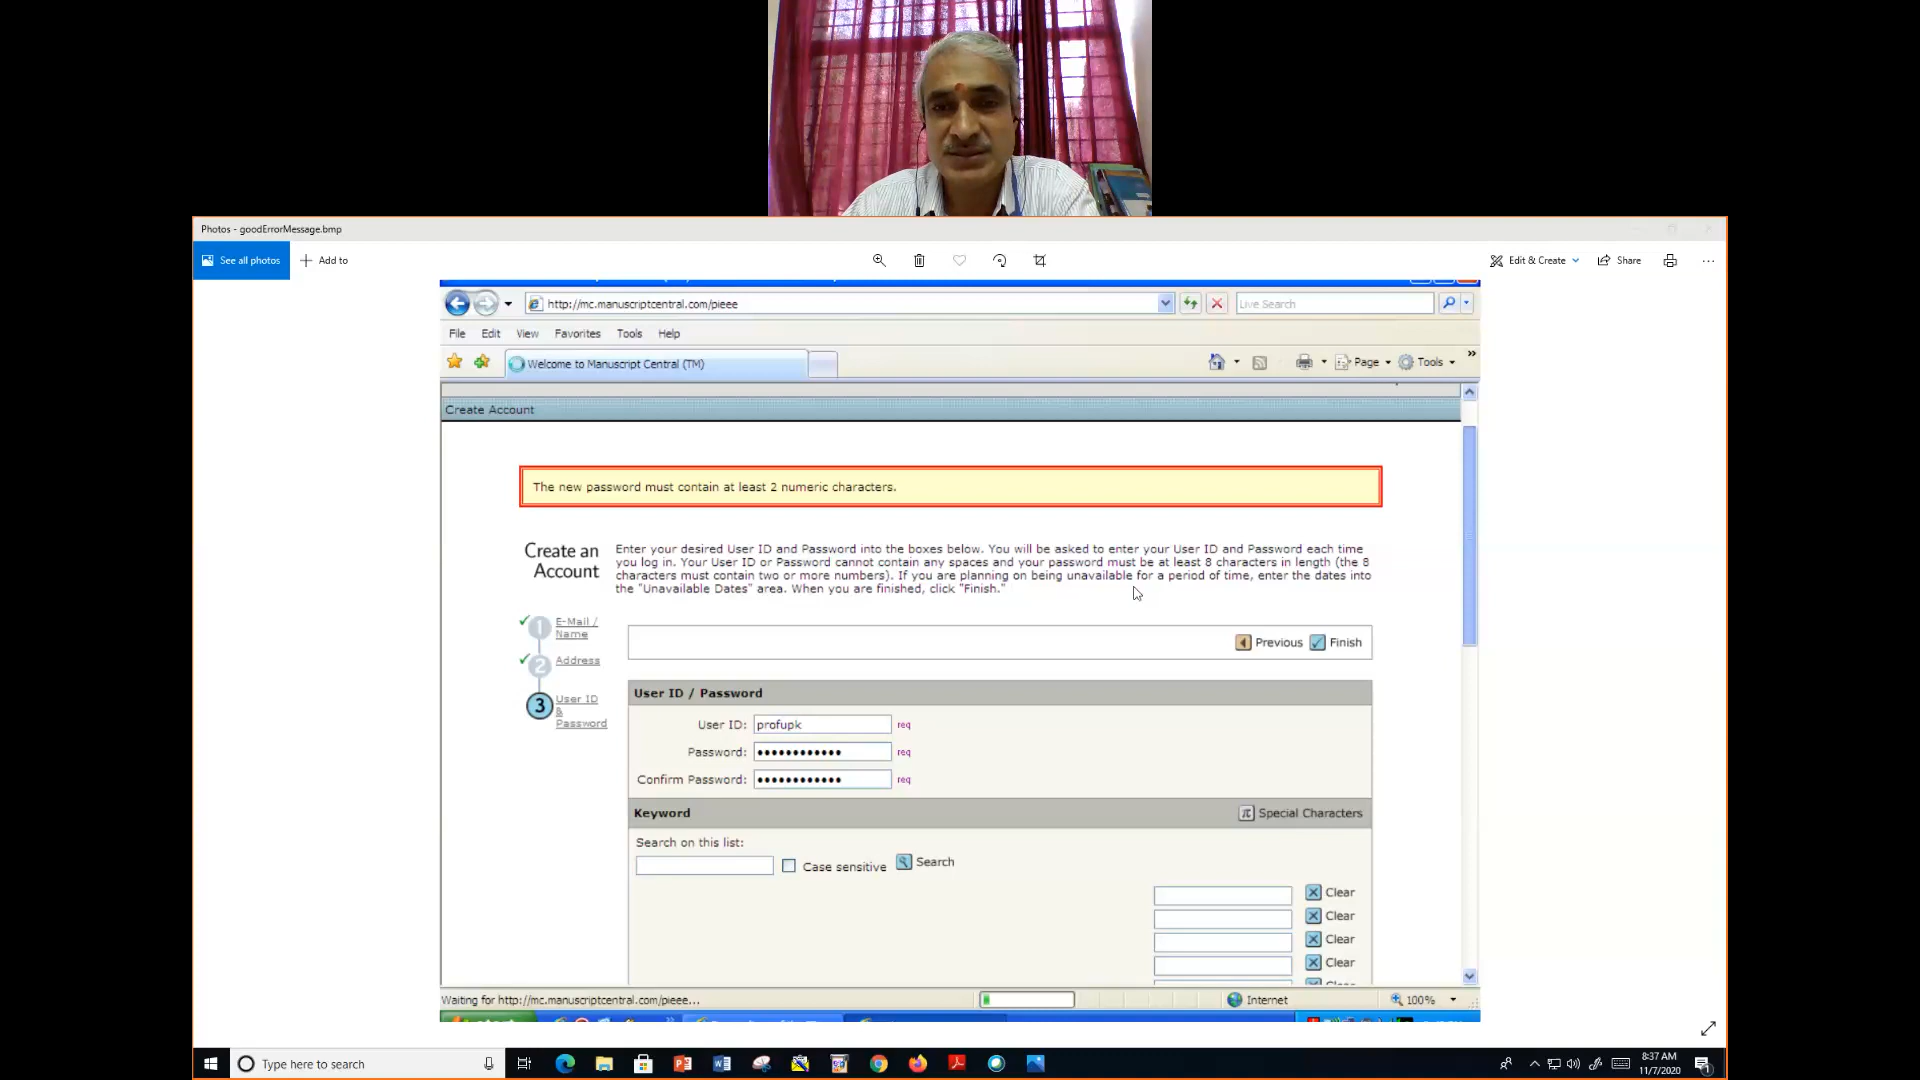 Photos - goodErrorMessage.bmp
See all photos
Add to
Edit & Create
Share
http://mc.manuscriptcentral.com/pieee
Live Search
File Edit View Favorites Tools Help
Welcome to Manuscript Central (TM)
Page
Tools
Create Account
The new password must contain at least 2 numeric characters.
Create an
Account
Enter your desired User ID and Password into the boxes below. You will be asked to enter your User ID and Password each time
you log in. Your User ID or Password cannot contain any spaces and your password must be at least 8 characters in length (the 8
characters must contain two or more numbers). If you are planning on being unavailable for a period of time, enter the dates into
the "Unavailable Dates" area. When you are finished, click "Finish."
1 E-Mail /
Name
2 Address
3 User ID
&
Password
Previous
Finish
User ID / Password
User ID: profupk req
Password: •••••••••••• req
Confirm Password: •••••••••••• req
Keyword
Special Characters
Search on this list:
Case sensitive
Search
Clear
Clear
Clear
Clear
Waiting for http://mc.manuscriptcentral.com/pieee...
Internet
100%
Type here to search
8:37 AM
11/7/2020